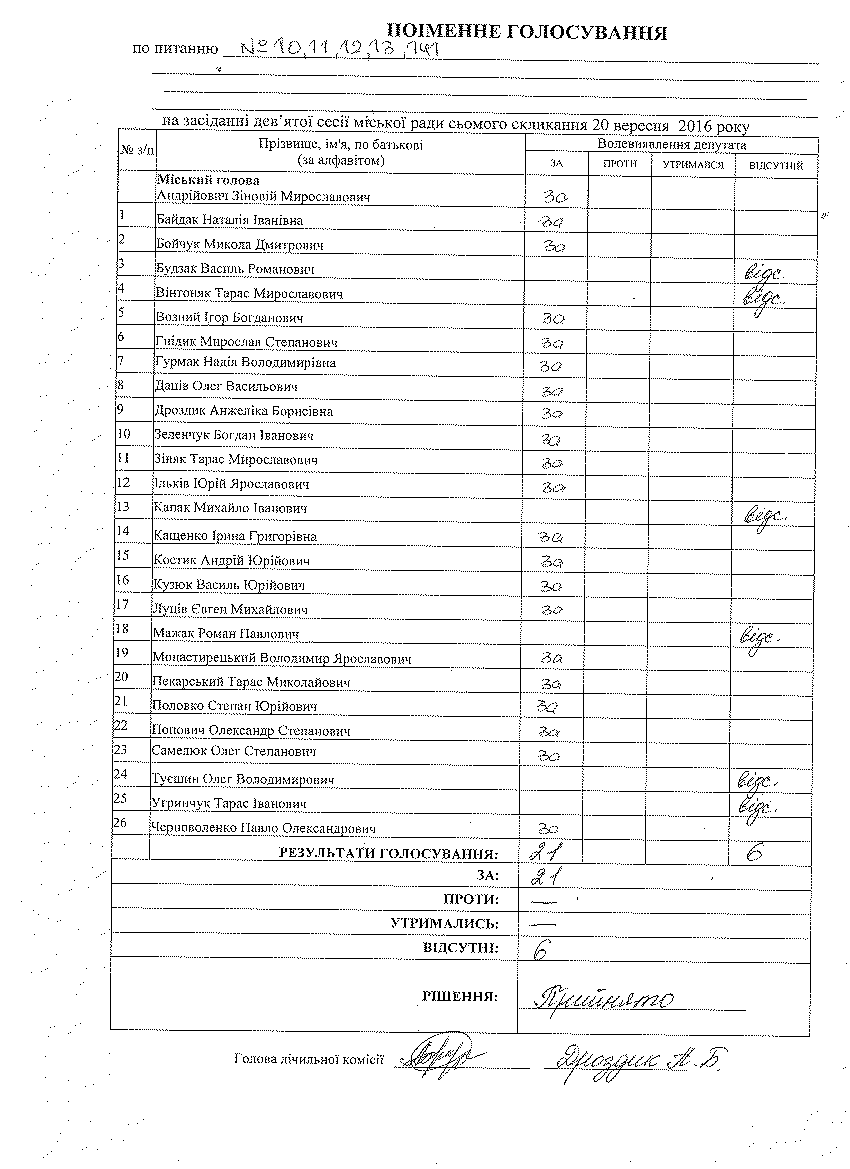 ПОІМЕННЕ ГОЛОСУВАННЯ
по питанню №10,11,12,13,141
на засіданні дев’ятої сесії міської ради сьомого скликання 20 вересня 2016 року
№ з/п Прізвище, ім'я, по батькові (за алфавітом) Волевиявлення депутата
ЗА ПРОТИ УТРИМАВСЯ ВІДСУТНІЙ
Міський голова
Андрійович Зіновій Мирославович за
1 Байдак Наталія Іванівна за
2 Бойчук Микола Дмитрович за
3 Будзак Василь Романович відс.
4 Вінтоняк Тарас Мирославович відс.
5 Возний Ігор Богданович за
6 Гнідик Мирослав Степанович за
7 Гурмак Надія Володимирівна за
8 Даців Олег Васильович за
9 Дроздик Анжеліка Борисівна за
10 Зеленчук Богдан Іванович за
11 Зіняк Тарас Мирославович за
12 Ільків Юрій Ярославович за
13 Капак Михайло Іванович відс.
14 Кащенко Ірина Григорівна за
15 Костик Андрій Юрійович за
16 Кузюк Василь Юрійович за
17 Луців Євген Михайлович за
18 Мажак Роман Павлович відс.
19 Монастирецький Володимир Ярославович за
20 Пекарський Тарас Миколайович за
21 Половко Степан Юрійович за
22 Попович Олександр Степанович за
23 Самелюк Олег Степанович за
24 Туєшин Олег Володимирович відс.
25 Угринчук Тарас Іванович відс.
26 Черноволенко Павло Олександрович за
РЕЗУЛЬТАТИ ГОЛОСУВАННЯ: 21 6
ЗА: 21
ПРОТИ: —
УТРИМАЛИСЬ: —
ВІДСУТНІ: 6
РІШЕННЯ: Прийнято
Голова лічильної комісії Дроздик А. Б.